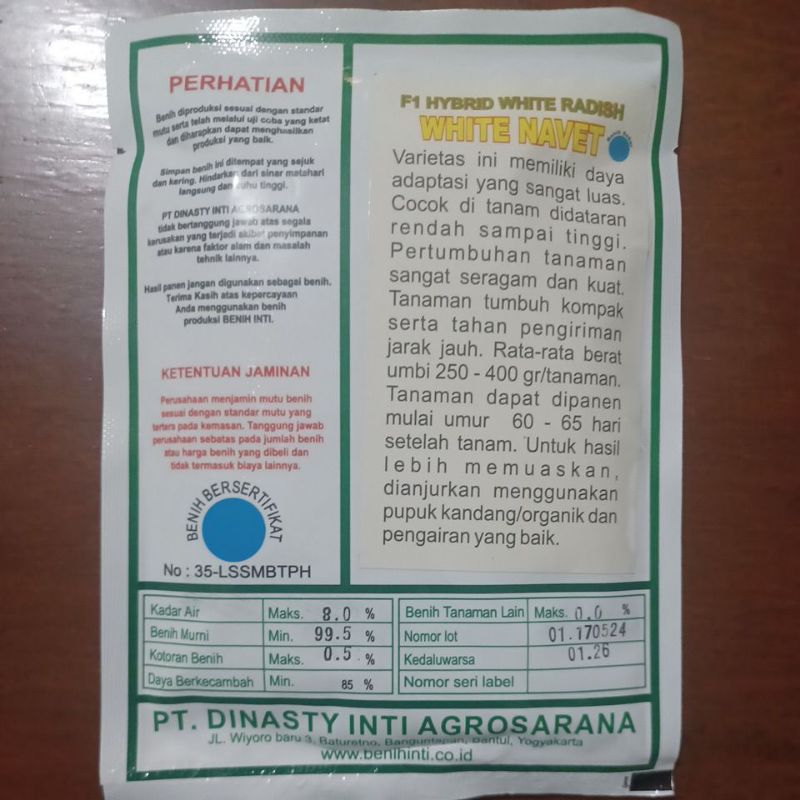 PERHATIAN
Benih diproduksi sesuai dengan standar
mutu serta telah melalui uji coba yang ketat
dan diharapkan dapat menghasilkan
produksi yang baik.
Simpan benih ini ditempat yang sejuk
dan kering. Hindarkan dari sinar matahari
langsung dan suhu tinggi.
PT DINASTY INTI AGROSARANA
tidak bertanggung jawab atas segala
kerusakan yang terjadi akibat penyimpanan
atau karena faktor alam dan masalah
tehnik lainnya.
Hasil panen jangan digunakan sebagai benih.
Terima Kasih atas kepercayaan
Anda menggunakan benih
produksi BENIH INTI.
KETENTUAN JAMINAN
Perusahaan menjamin mutu benih
sesuai dengan standar mutu yang
tertera pada kemasan. Tanggung jawab
perusahaan sebatas pada jumlah benih
atau harga benih yang dibeli dan
tidak termasuk biaya lainnya.
BENIH BERSERTIFIKAT
No : 35-LSSMBTPH
F1 HYBRID WHITE RADISH
WHITE NAVET
Varietas ini memiliki daya
adaptasi yang sangat luas.
Cocok di tanam didataran
rendah sampai tinggi.
Pertumbuhan tanaman
sangat seragam dan kuat.
Tanaman tumbuh kompak
serta tahan pengiriman
jarak jauh. Rata-rata berat
umbi 250 - 400 gr/tanaman.
Tanaman dapat dipanen
mulai umur 60 - 65 hari
setelah tanam. Untuk hasil
lebih memuaskan,
dianjurkan menggunakan
pupuk kandang/organik dan
pengairan yang baik.
Kadar Air Maks. 8.0 %
Benih Murni Min. 99.5 %
Kotoran Benih Maks. 0.5 %
Daya Berkecambah Min. 85 %
Benih Tanaman Lain Maks. 0.0 %
Nomor lot 01.170524
Kedaluwarsa 01.26
Nomor seri label
PT. DINASTY INTI AGROSARANA
JL. Wiyoro baru 3, Baturetno, Banguntapan, Bantul, Yogyakarta
www.benihinti.co.id